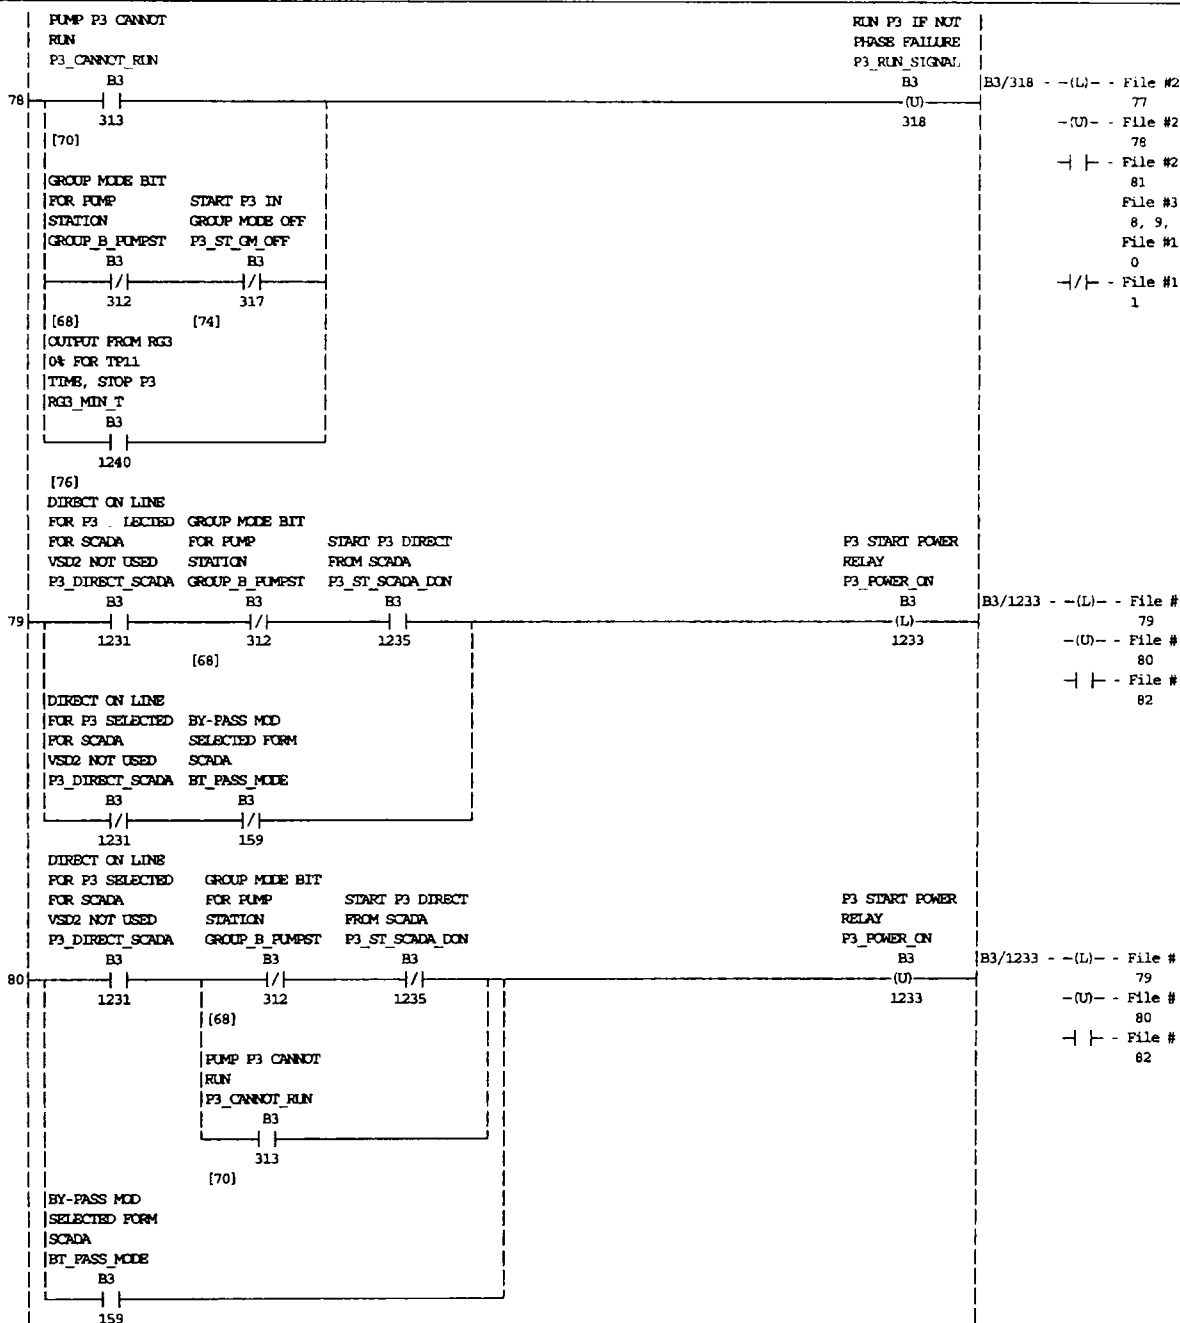 PUMP P3 CANNOT
RUN
P3_CANNOT_RUN
B3
313
[70]
RUN P3 IF NOT
PHASE FAILURE
P3_RUN_SIGNAL
B3
(U)
318
B3/318 - -(L)- - File #2
77
-(U)- - File #2
78
-] [- - File #2
81
File #3
8, 9,
File #1
0
-]/[- - File #1
1
78
GROUP MODE BIT
FOR PUMP
STATION
GROUP_B_PUMPST
B3
312
[68]
START P3 IN
GROUP MODE OFF
P3_ST_GM_OFF
B3
317
[74]
OUTPUT FROM RG3
0% FOR TP11
TIME, STOP P3
RG3_MIN_T
B3
1240
[76]
79
DIRECT ON LINE
FOR P3 . LECTED
FOR SCADA
VSD2 NOT USED
P3_DIRECT_SCADA
B3
1231
GROUP MODE BIT
FOR PUMP
STATION
GROUP_B_PUMPST
B3
312
[68]
START P3 DIRECT
FROM SCADA
P3_ST_SCADA_DON
B3
1235
P3 START POWER
RELAY
P3_POWER_ON
B3
(L)
1233
B3/1233 - -(L)- - File #
79
-(U)- - File #
80
-] [- - File #
82
DIRECT ON LINE
FOR P3 SELECTED
FOR SCADA
VSD2 NOT USED
P3_DIRECT_SCADA
B3
1231
BY-PASS MOD
SELECTED FORM
SCADA
BT_PASS_MODE
B3
159
80
DIRECT ON LINE
FOR P3 SELECTED
FOR SCADA
VSD2 NOT USED
P3_DIRECT_SCADA
B3
1231
GROUP MODE BIT
FOR PUMP
STATION
GROUP_B_PUMPST
B3
312
[68]
START P3 DIRECT
FROM SCADA
P3_ST_SCADA_DON
B3
1235
P3 START POWER
RELAY
P3_POWER_ON
B3
(U)
1233
B3/1233 - -(L)- - File #
79
-(U)- - File #
80
-] [- - File #
82
PUMP P3 CANNOT
RUN
P3_CANNOT_RUN
B3
313
[70]
BY-PASS MOD
SELECTED FORM
SCADA
BT_PASS_MODE
B3
159